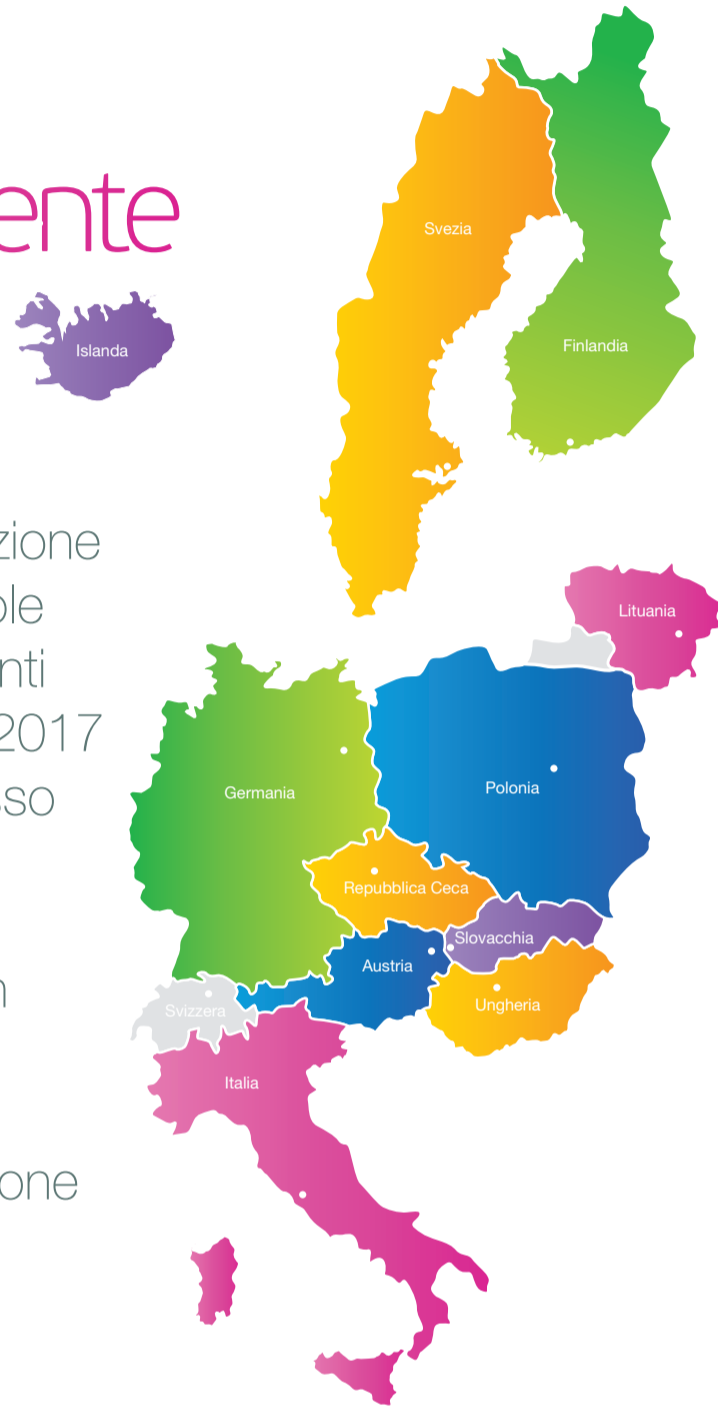 ente
Islanda
Svezia
Finlandia
zione
ole
nti
2017
sso
n
one
n
Lituania
Germania
Polonia
Repubblica Ceca
Slovacchia
Austria
Svizzera
Ungheria
Italia